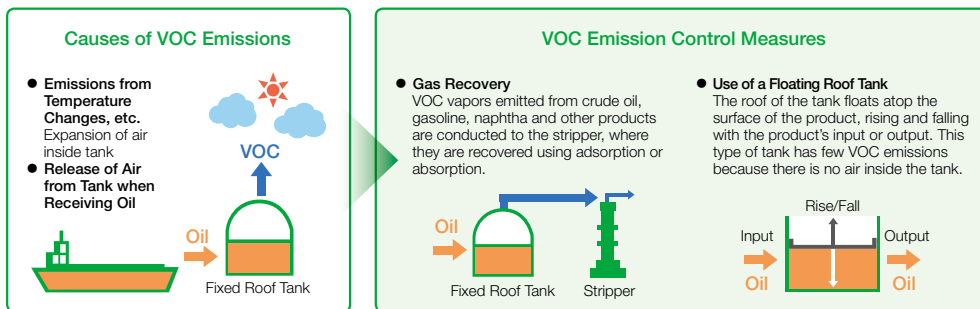 Causes of VOC Emissions
● Emissions from
Temperature
Changes, etc.
Expansion of air
inside tank
● Release of Air
from Tank when
Receiving Oil
VOC
Oil
Fixed Roof Tank
VOC Emission Control Measures
● Gas Recovery
VOC vapors emitted from crude oil,
gasoline, naphtha and other products
are conducted to the stripper, where
they are recovered using adsorption or
absorption.
Oil
Fixed Roof Tank
Stripper
● Use of a Floating Roof Tank
The roof of the tank floats atop the
surface of the product, rising and falling
with the product’s input or output. This
type of tank has few VOC emissions
because there is no air inside the tank.
Rise/Fall
Input
Output
Oil
Oil